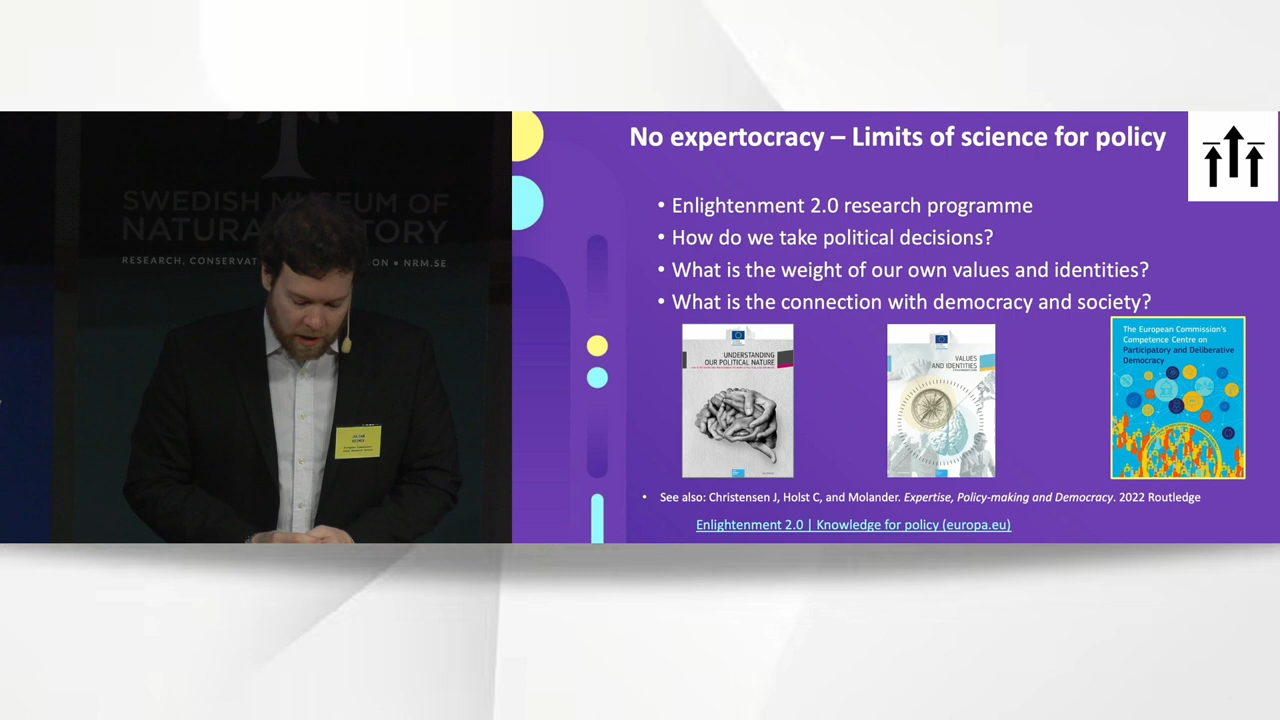 SWEDISH MUSEUM OF
NATURAL HISTORY
RESEARCH, CONSERVAT ON • NRM.SE
No expertocracy – Limits of science for policy
• Enlightenment 2.0 research programme
• How do we take political decisions?
• What is the weight of our own values and identities?
• What is the connection with democracy and society?
UNDERSTANDING
OUR POLITICAL NATURE
VALUES
AND IDENTITIES
The European Commission's
Competence Centre on
Participatory and Deliberative
Democracy
• See also: Christensen J, Holst C, and Molander. Expertise, Policy-making and Democracy. 2022 Routledge
Enlightenment 2.0 | Knowledge for policy (europa.eu)